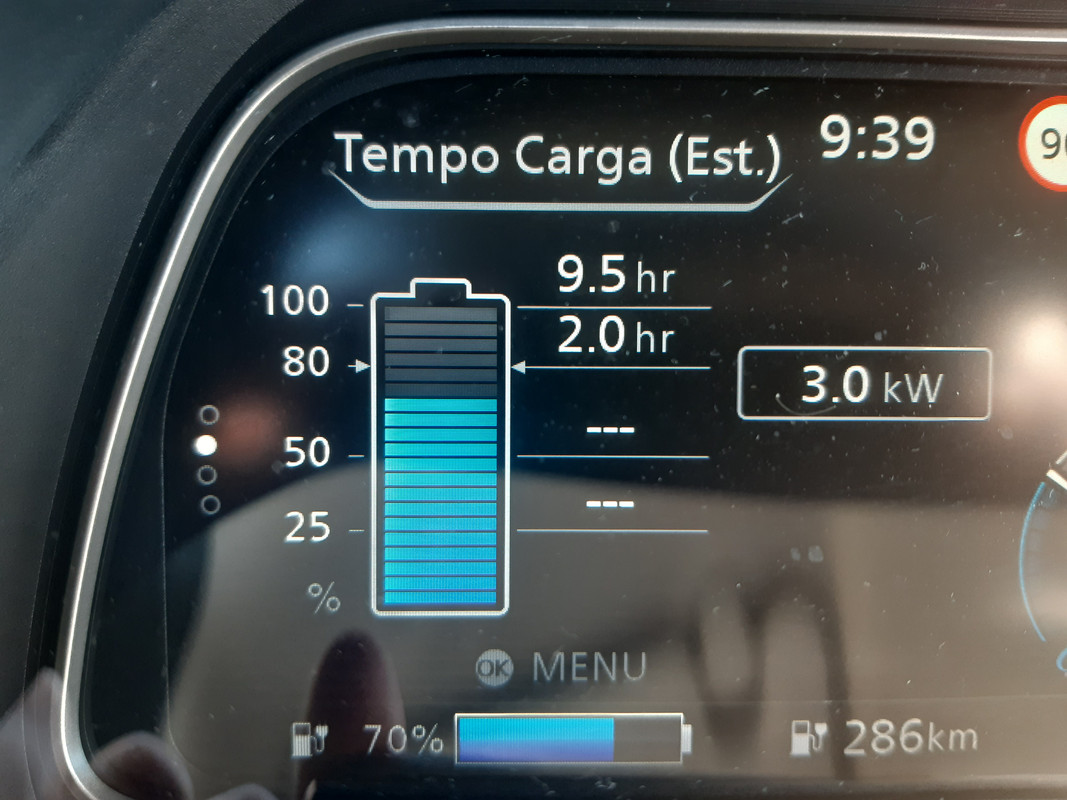 Tempo Carga (Est.)
9:39
100
9.5 hr
2.0 hr
80
3.0 kW
---
50
---
25
%
OK MENU
70%
286km